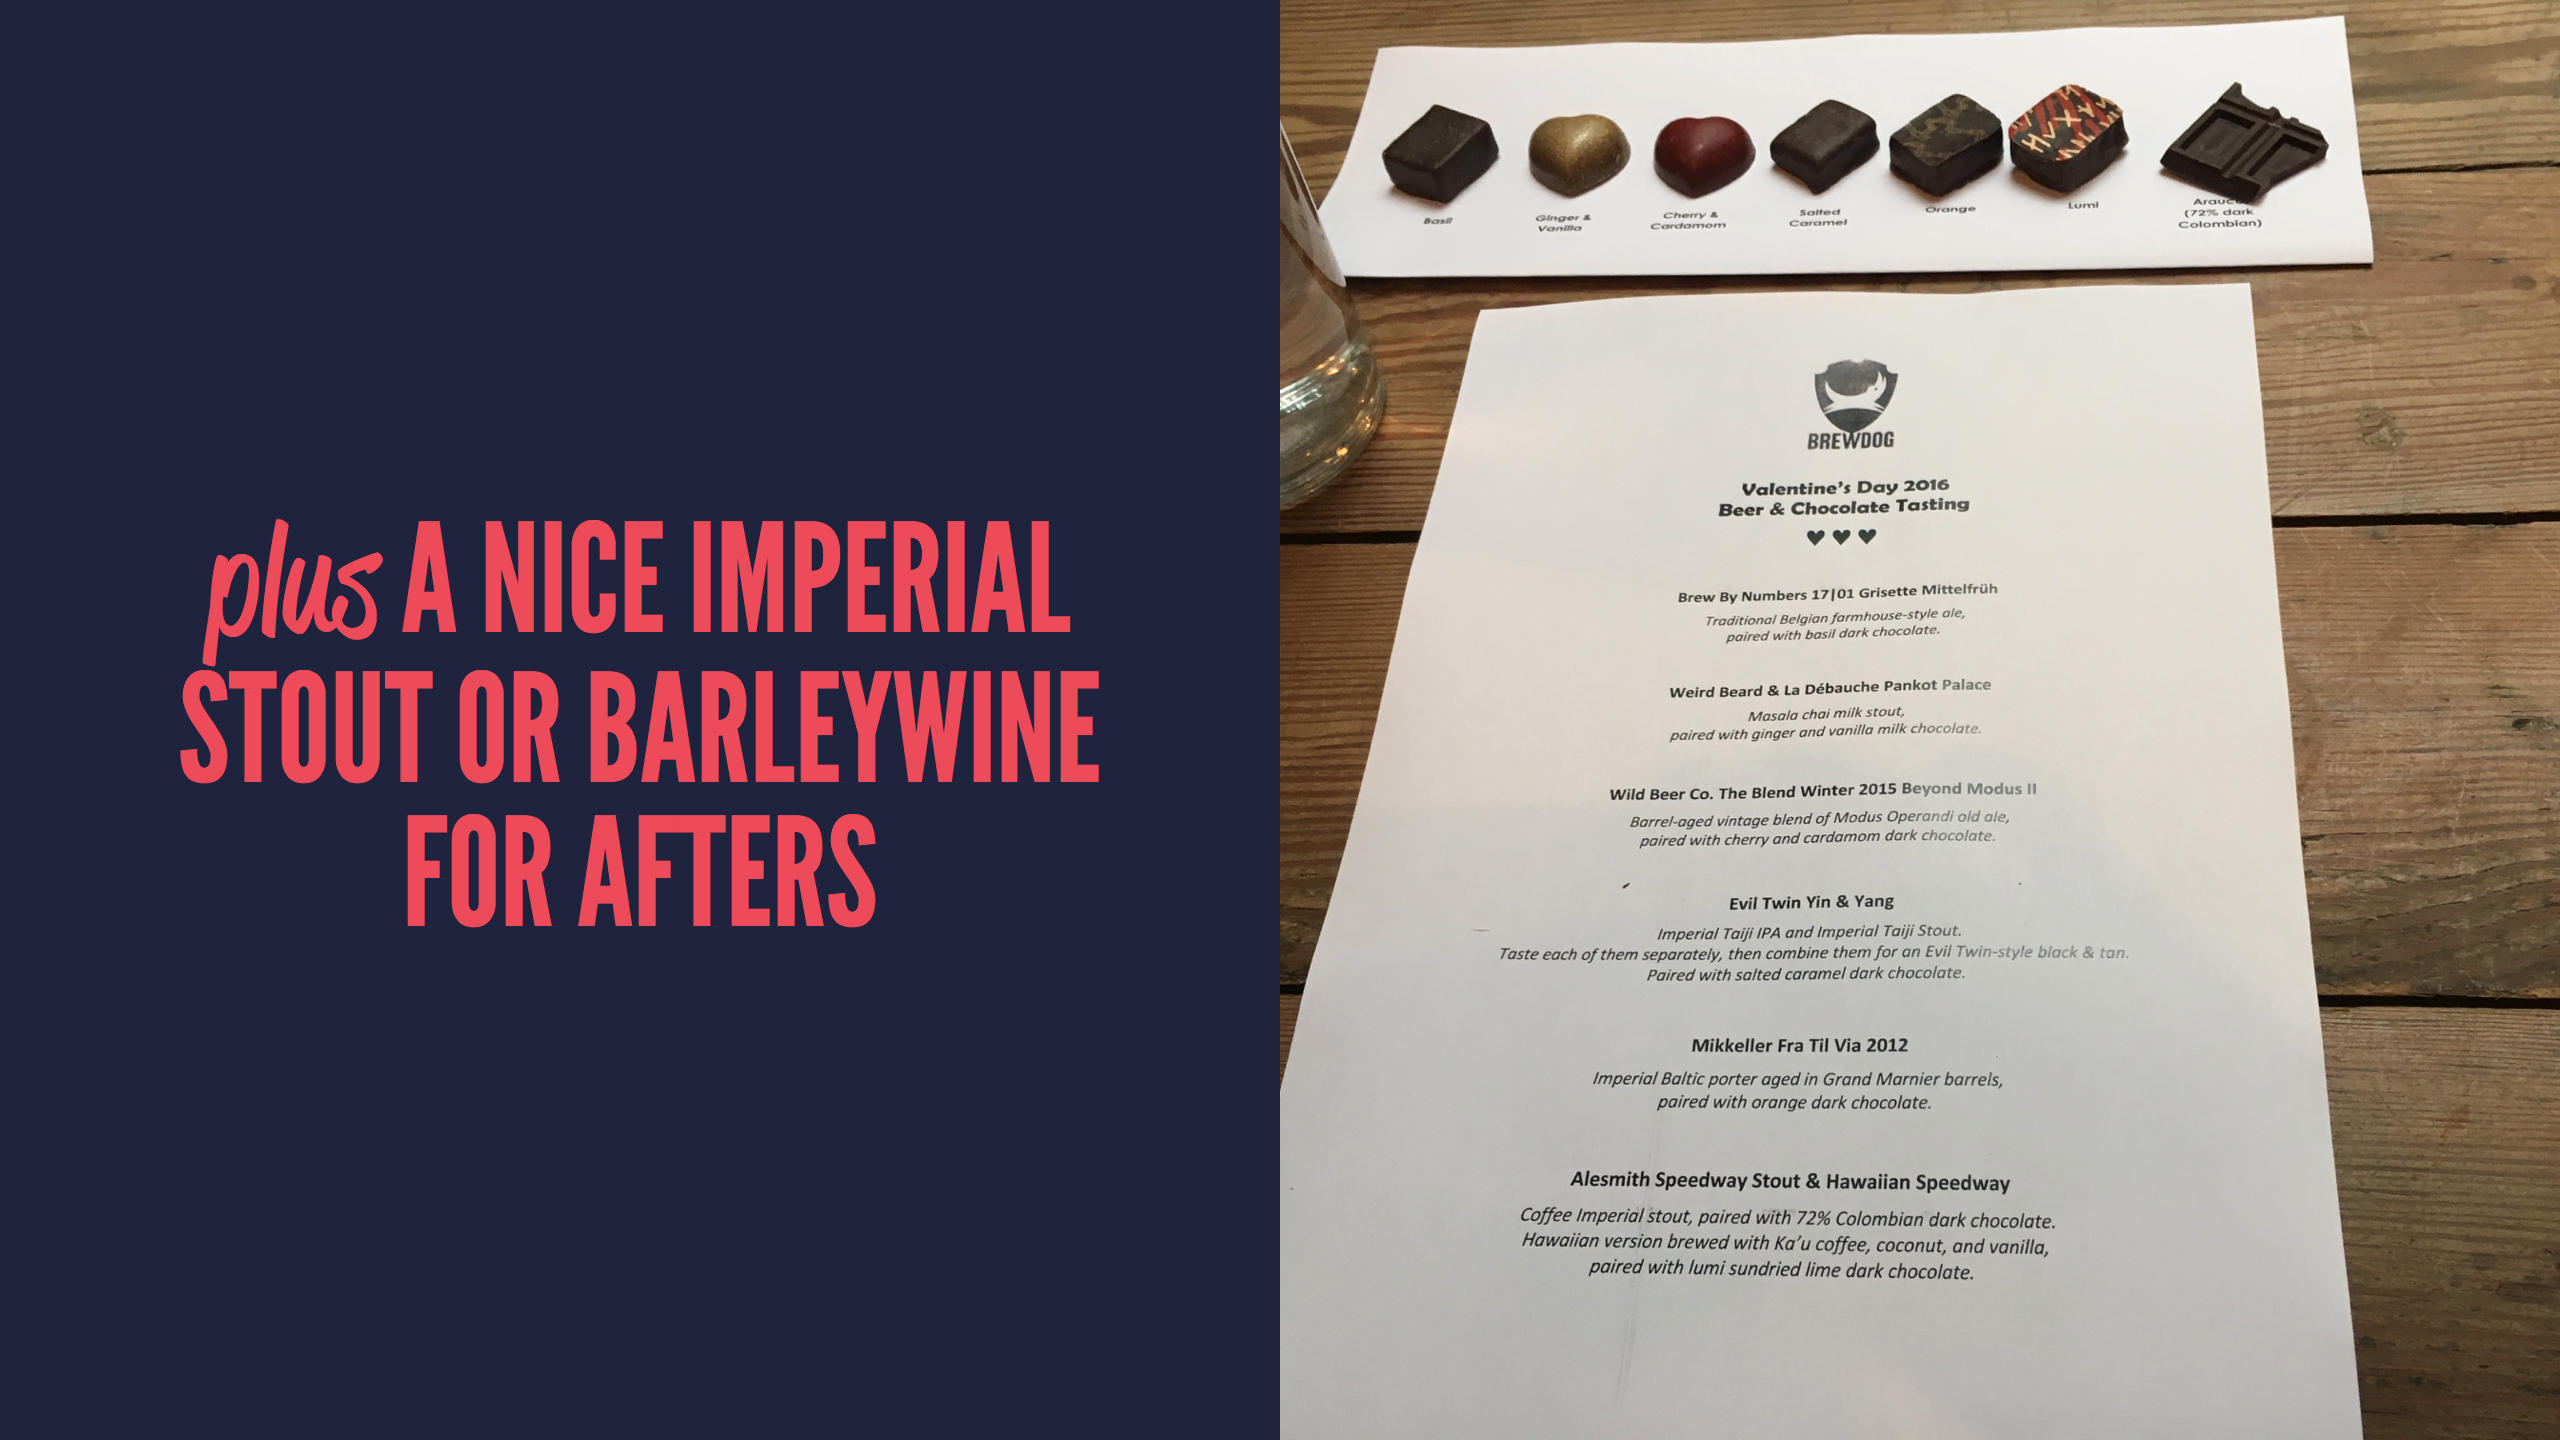 plus A NICE IMPERIAL
STOUT OR BARLEYWINE
FOR AFTERS
Basil
Ginger &
Vanilla
Cherry &
Cardamom
Salted
Caramel
Orange
Lumi
(72% dark
Colombian)
BREWDOG
Valentine's Day 2016
Beer & Chocolate Tasting
♥ ♥ ♥
Brew By Numbers 17|01 Grisette Mittelfrüh
Traditional Belgian farmhouse-style ale,
paired with basil dark chocolate.
Weird Beard & La Débauche Pankot Palace
Masala chai milk stout,
paired with ginger and vanilla milk chocolate.
Wild Beer Co. The Blend Winter 2015 Beyond Modus II
Barrel-aged vintage blend of Modus Operandi old ale,
paired with cherry and cardamom dark chocolate.
Evil Twin Yin & Yang
Imperial Taiji IPA and Imperial Taiji Stout.
Taste each of them separately, then combine them for an Evil Twin-style black & tan.
Paired with salted caramel dark chocolate.
Mikkeller Fra Til Via 2012
Imperial Baltic porter aged in Grand Marnier barrels,
paired with orange dark chocolate.
Alesmith Speedway Stout & Hawaiian Speedway
Coffee Imperial stout, paired with 72% Colombian dark chocolate.
Hawaiian version brewed with Ka'u coffee, coconut, and vanilla,
paired with lumi sundried lime dark chocolate.